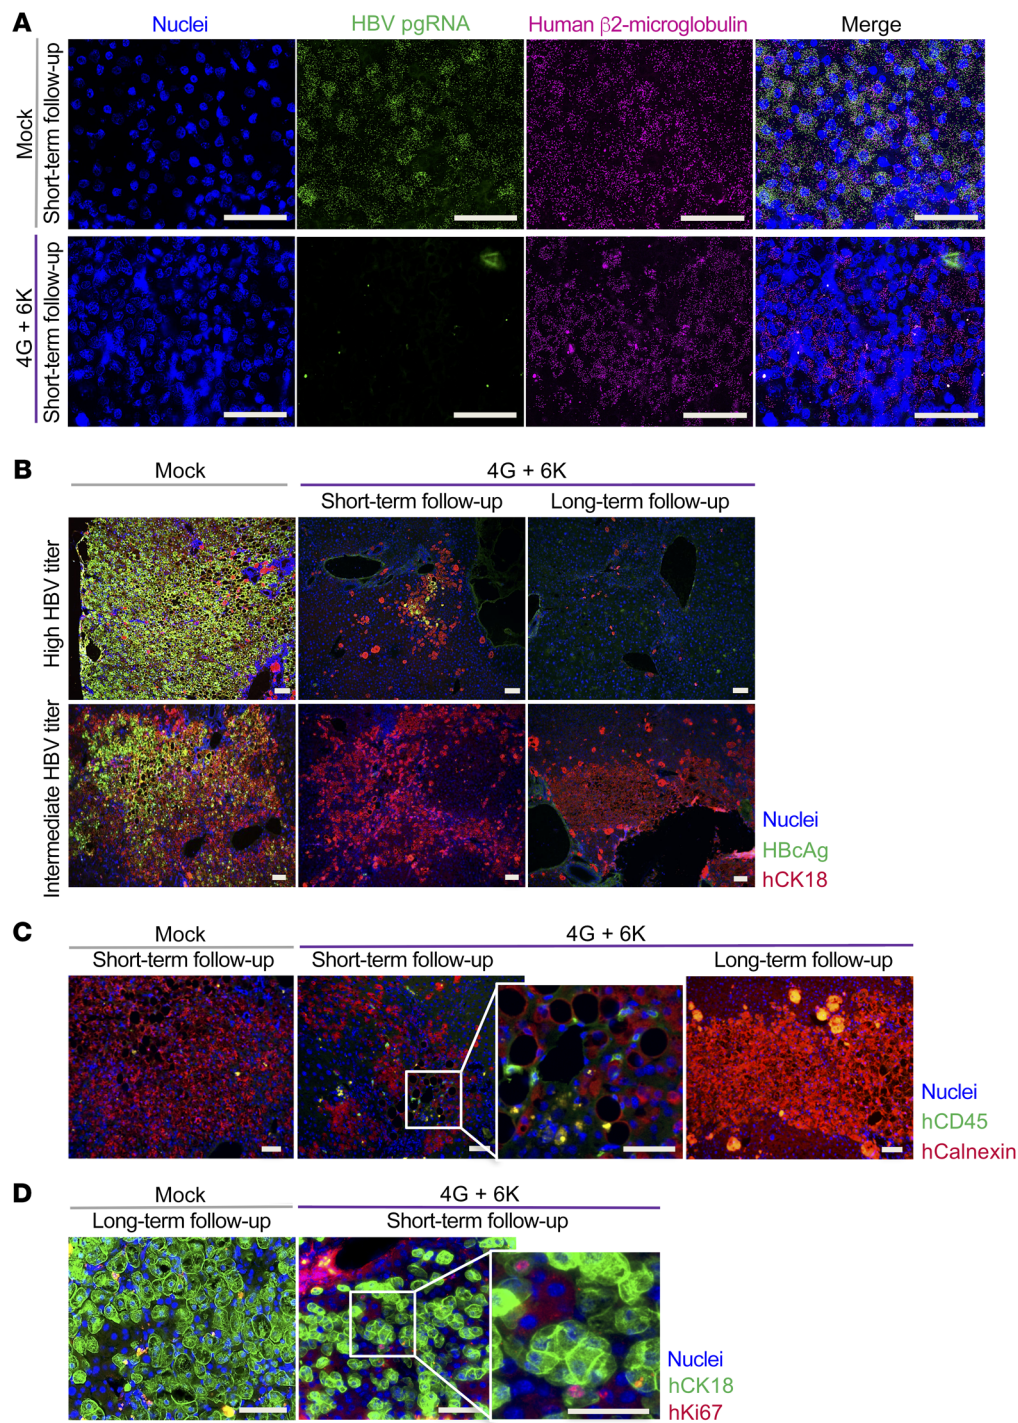 A
Nuclei
HBV pgRNA
Human β2-microglobulin
Merge
Mock
Short-term follow-up
4G + 6K
Short-term follow-up
B
Mock
4G + 6K
Short-term follow-up
Long-term follow-up
High HBV titer
Intermediate HBV titer
Nuclei
HBcAg
hCK18
C
Mock
4G + 6K
Short-term follow-up
Short-term follow-up
Long-term follow-up
Nuclei
hCD45
hCalnexin
D
Mock
4G + 6K
Long-term follow-up
Short-term follow-up
Nuclei
hCK18
hKi67